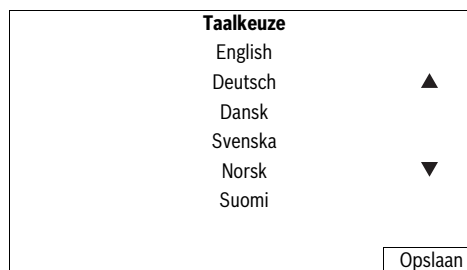 Taalkeuze
English
Deutsch
Dansk
Svenska
Norsk
Suomi
Opslaan